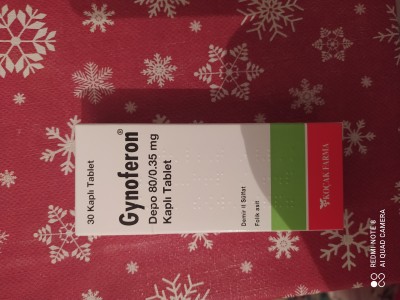 30 Kaplı Tablet
Gynoferon®
Depo 80/0.35 mg
Kaplı Tablet
Demir II Sülfat
Folik asit
KOÇAK FARMA
REDMI NOTE 8
AI QUAD CAMERA